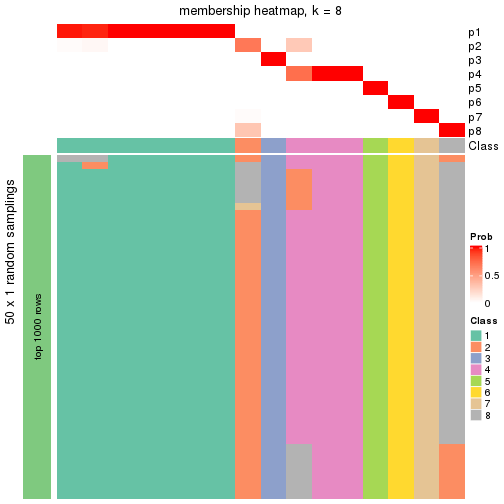 membership heatmap, k = 8
p1
p2
p3
p4
p5
p6
p7
p8
Class
50 x 1 random samplings
top 1000 rows
Prob
1
0.5
0
Class
1
2
3
4
5
6
7
8